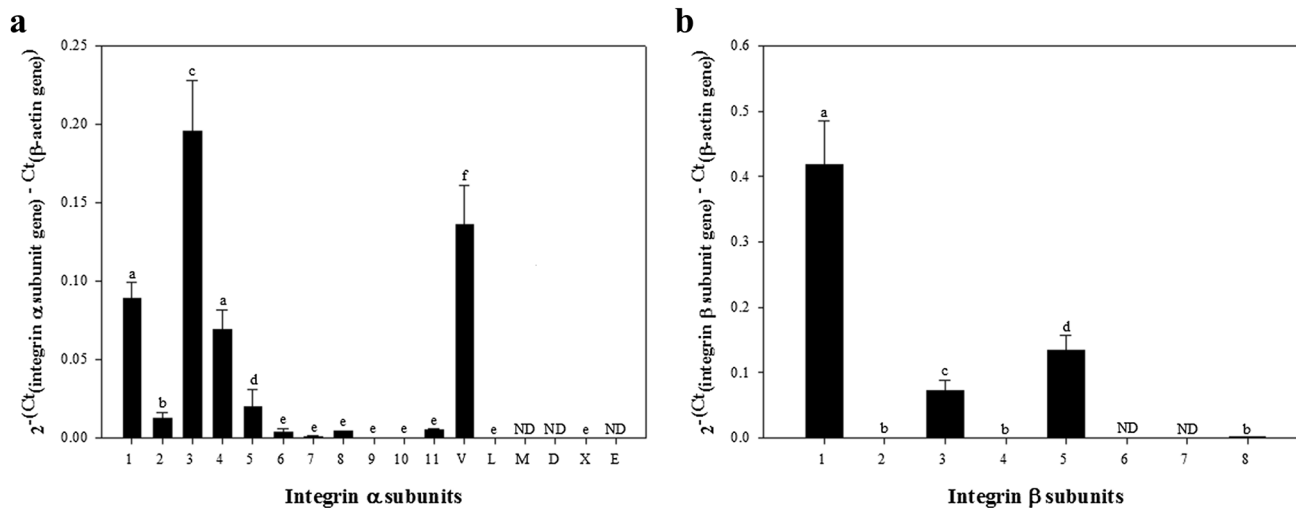 a
2-(Ct(integrin α subunit gene) - Ct(β-actin gene))
0.25
0.20
0.15
0.10
0.05
0.00
a
b
c
a
d
e
e
e
e
e
e
f
e
ND
ND
e
ND
1 2 3 4 5 6 7 8 9 10 11 V L M D X E
Integrin α subunits
b
2-(Ct(integrin β subunit gene) - Ct(β-actin gene))
0.6
0.5
0.4
0.3
0.2
0.1
0.0
a
b
c
b
d
ND
ND
b
1 2 3 4 5 6 7 8
Integrin β subunits